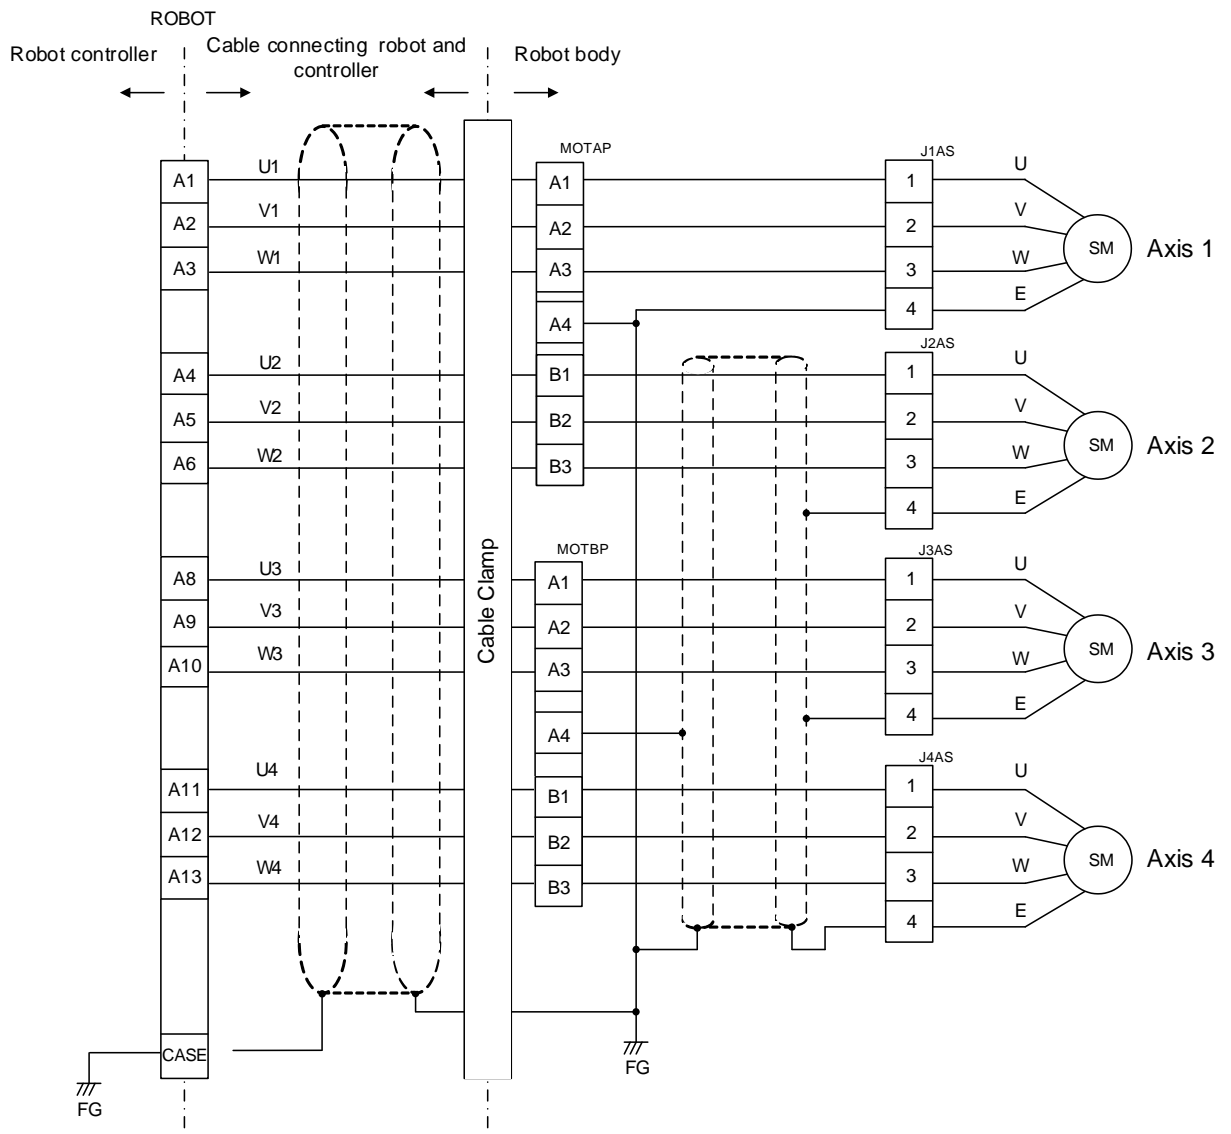 ROBOT
Robot controller
Cable connecting robot and
controller
Robot body
MOTAP
J1AS
A1
U1
A1
1
U
A2
V1
A2
2
V
SM
Axis 1
A3
W1
A3
3
W
A4
4
E
J2AS
A4
U2
B1
1
U
A5
V2
B2
2
V
SM
Axis 2
A6
W2
B3
3
W
4
E
Cable Clamp
MOTBP
J3AS
A8
U3
A1
1
U
A9
V3
A2
2
V
SM
Axis 3
A10
W3
A3
3
W
A4
4
E
J4AS
A11
U4
B1
1
U
A12
V4
B2
2
V
SM
Axis 4
A13
W4
B3
3
W
4
E
CASE
FG
FG